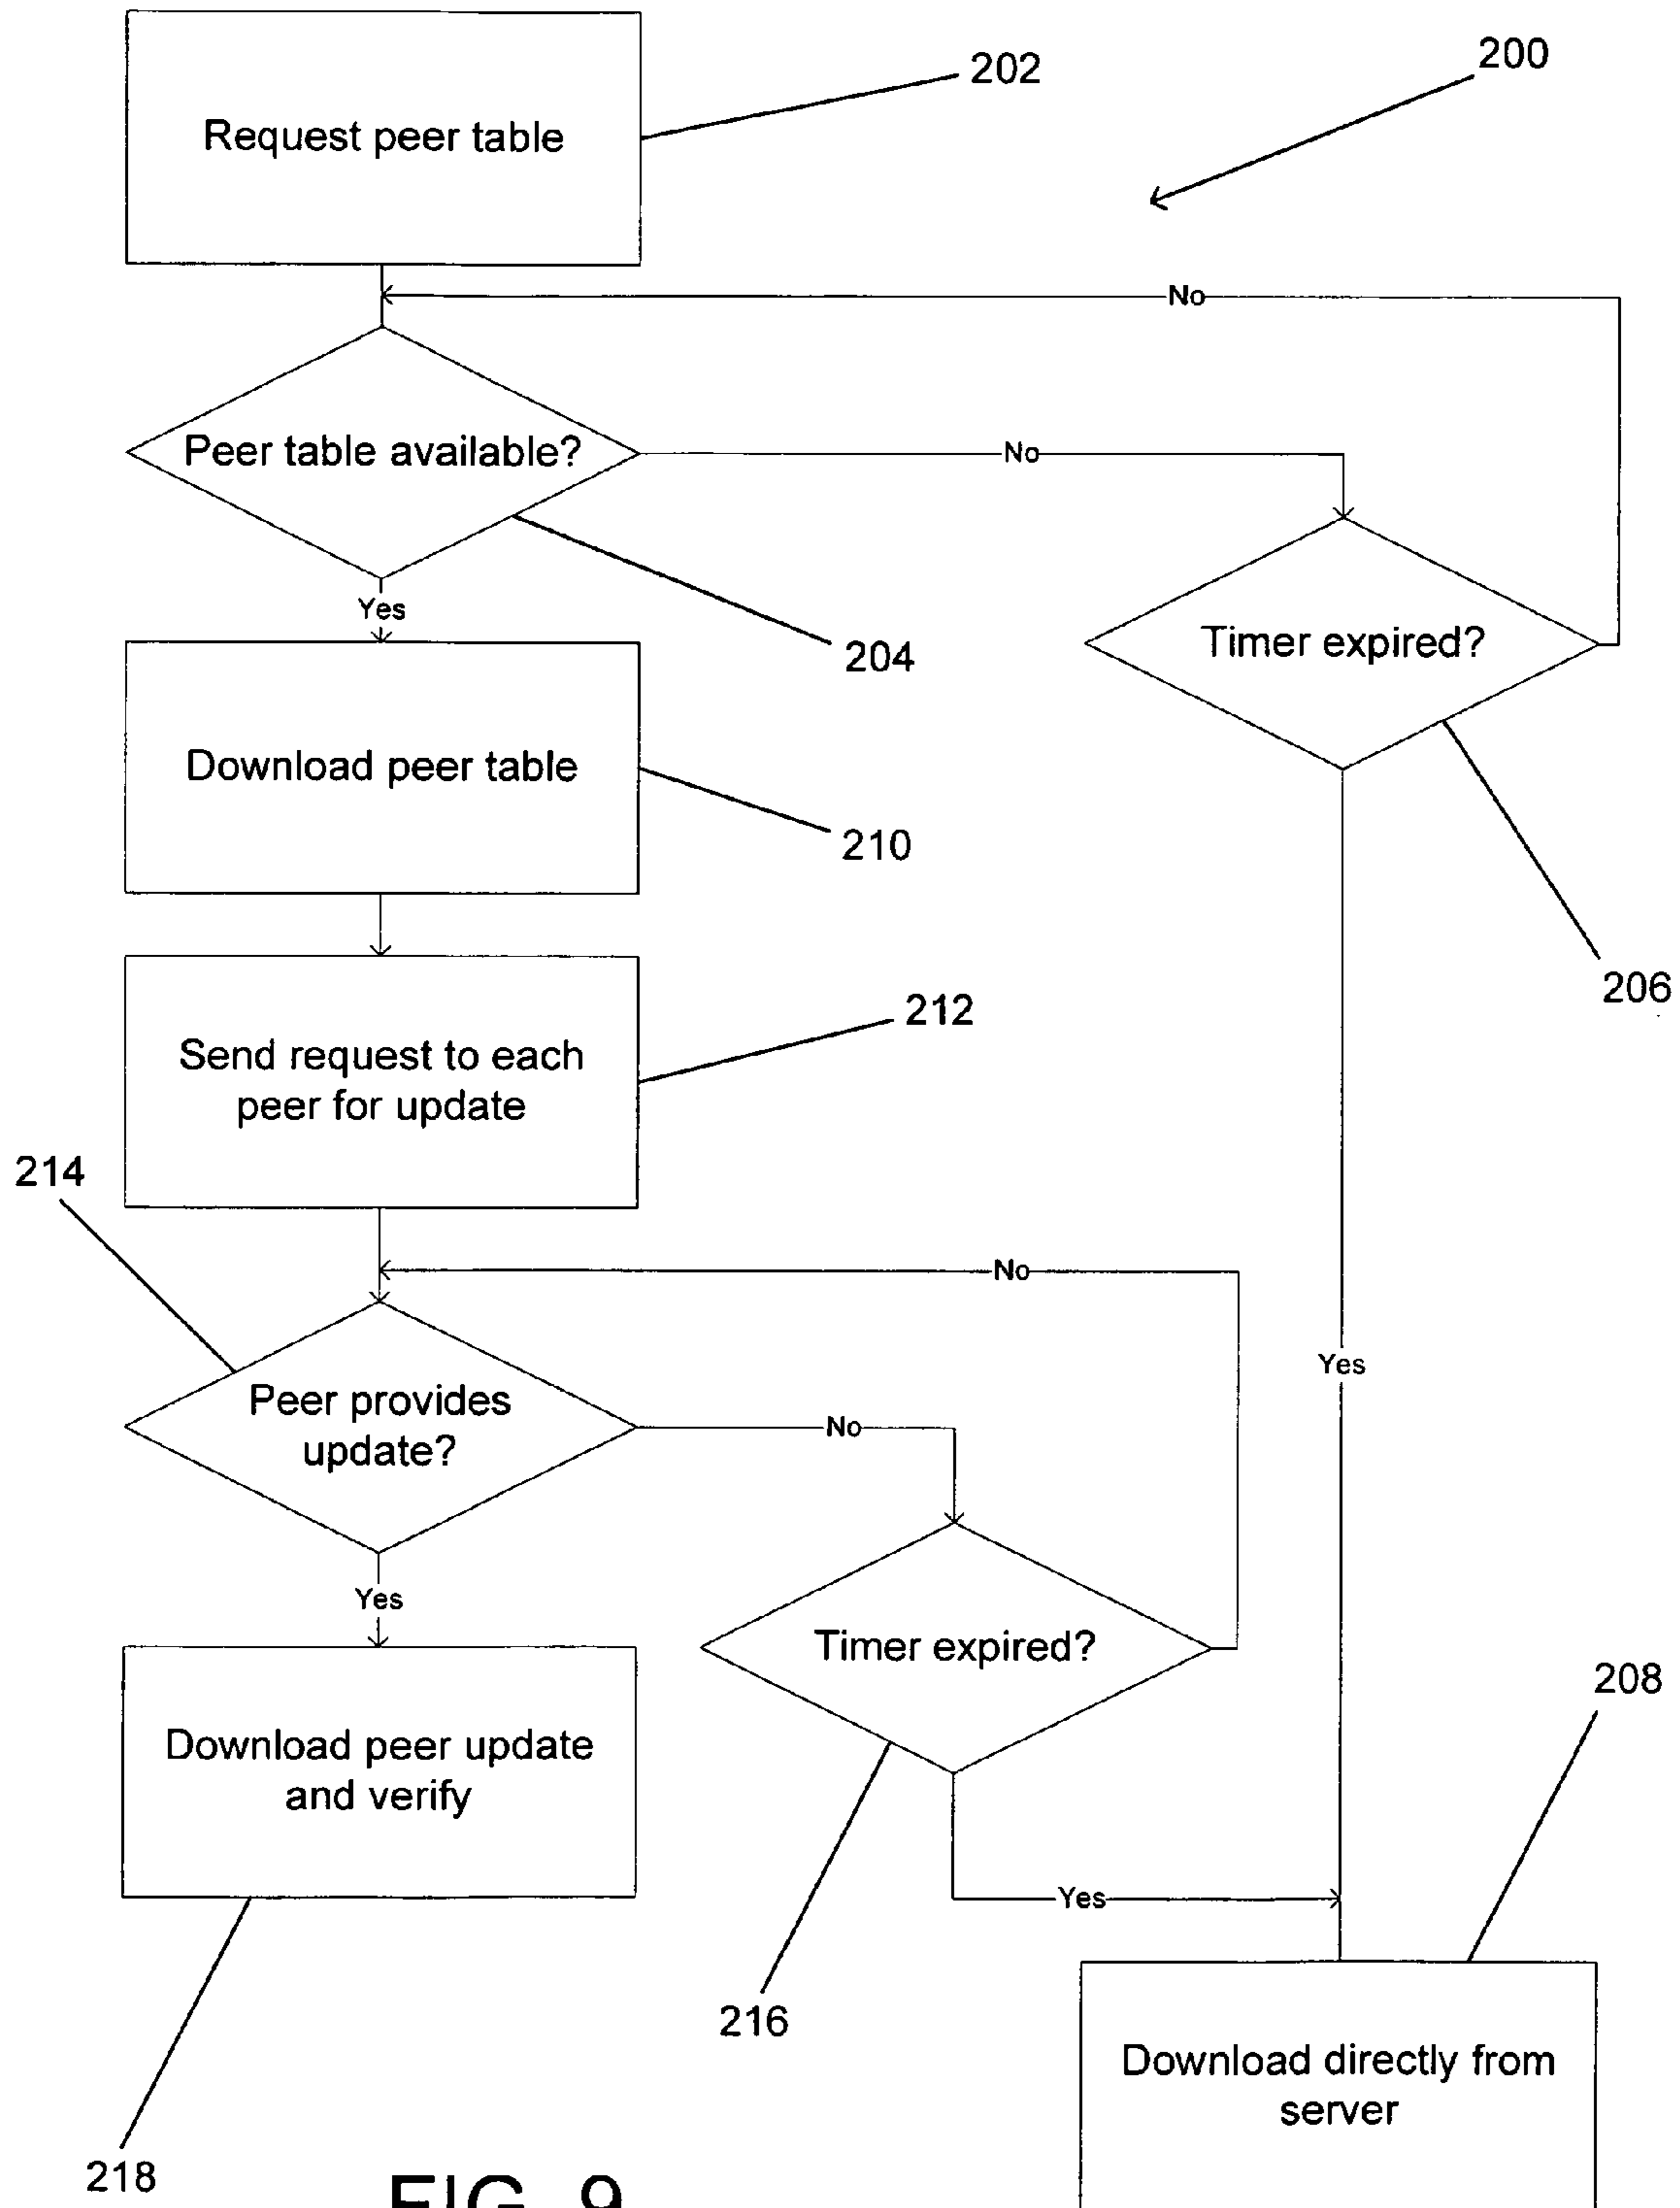 202
200
Request peer table
No
Peer table available?
No
Yes
204
Timer expired?
Download peer table
210
206
212
Send request to each
peer for update
214
No
Yes
Peer provides
update?
No
Yes
Timer expired?
208
Download peer update
and verify
Yes
216
Download directly from
server
218
FIG. 9